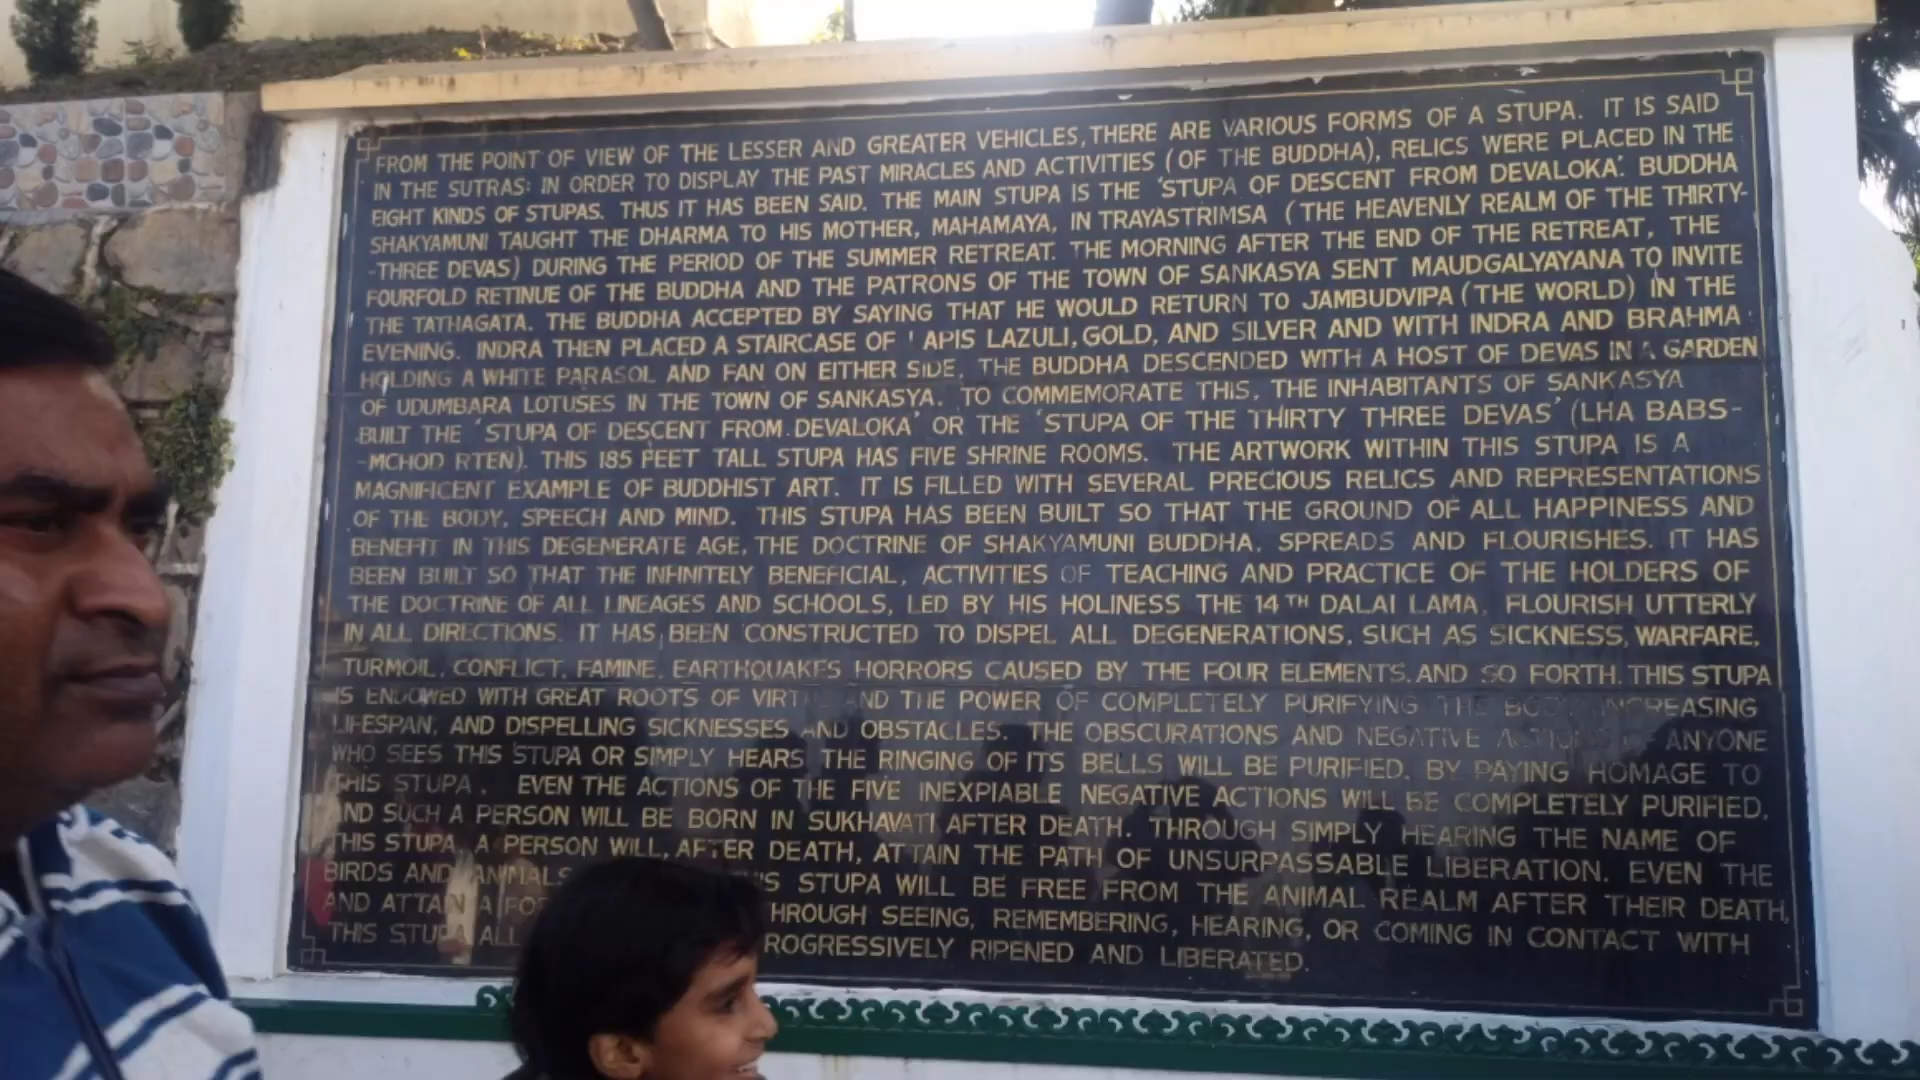 FROM THE POINT OF VIEW OF THE LESSER AND GREATER VEHICLES, THERE ARE VARIOUS FORMS OF A STUPA. IT IS SAID
IN THE SUTRAS: IN ORDER TO DISPLAY THE PAST MIRACLES AND ACTIVITIES (OF THE BUDDHA), RELICS WERE PLACED IN THE
EIGHT KINDS OF STUPAS. THUS IT HAS BEEN SAID. THE MAIN STUPA IS THE 'STUPA OF DESCENT FROM DEVALOKA'. BUDDHA
SHAKYAMUNI TAUGHT THE DHARMA TO HIS MOTHER, MAHAMAYA, IN TRAYASTRIMSA (THE HEAVENLY REALM OF THE THIRTY-
-THREE DEVAS) DURING THE PERIOD OF THE SUMMER RETREAT. THE MORNING AFTER THE END OF THE RETREAT, THE
FOURFOLD RETINUE OF THE BUDDHA AND THE PATRONS OF THE TOWN OF SANKASYA SENT MAUDGALYAYANA TO INVITE
THE TATHAGATA. THE BUDDHA ACCEPTED BY SAYING THAT HE WOULD RETURN TO JAMBUDVIPA (THE WORLD) IN THE
EVENING. INDRA THEN PLACED A STAIRCASE OF LAPIS LAZULI, GOLD, AND SILVER AND WITH INDRA AND BRAHMA
HOLDING A WHITE PARASOL AND FAN ON EITHER SIDE, THE BUDDHA DESCENDED WITH A HOST OF DEVAS IN A GARDEN
OF UDUMBARA LOTUSES IN THE TOWN OF SANKASYA. TO COMMEMORATE THIS, THE INHABITANTS OF SANKASYA
BUILT THE 'STUPA OF DESCENT FROM DEVALOKA' OR THE 'STUPA OF THE THIRTY THREE DEVAS' (LHA BABS-
-MCHOD RTEN). THIS 185 FEET TALL STUPA HAS FIVE SHRINE ROOMS. THE ARTWORK WITHIN THIS STUPA IS A
MAGNIFICENT EXAMPLE OF BUDDHIST ART. IT IS FILLED WITH SEVERAL PRECIOUS RELICS AND REPRESENTATIONS
OF THE BODY, SPEECH AND MIND. THIS STUPA HAS BEEN BUILT SO THAT THE GROUND OF ALL HAPPINESS AND
BENEFIT IN THIS DEGENERATE AGE, THE DOCTRINE OF SHAKYAMUNI BUDDHA, SPREADS AND FLOURISHES. IT HAS
BEEN BUILT SO THAT THE INFINITELY BENEFICIAL, ACTIVITIES OF TEACHING AND PRACTICE OF THE HOLDERS OF
THE DOCTRINE OF ALL LINEAGES AND SCHOOLS, LED BY HIS HOLINESS THE 14TH DALAI LAMA, FLOURISH UTTERLY
IN ALL DIRECTIONS. IT HAS BEEN CONSTRUCTED TO DISPEL ALL DEGENERATIONS, SUCH AS SICKNESS, WARFARE,
TURMOIL, CONFLICT, FAMINE, EARTHQUAKES HORRORS CAUSED BY THE FOUR ELEMENTS, AND SO FORTH. THIS STUPA
IS ENDOWED WITH GREAT ROOTS OF VIRTUE AND THE POWER OF COMPLETELY PURIFYING THE BODY, INCREASING
LIFESPAN, AND DISPELLING SICKNESSES AND OBSTACLES. THE OBSCURATIONS AND NEGATIVE ACTIONS OF ANYONE
WHO SEES THIS STUPA OR SIMPLY HEARS THE RINGING OF ITS BELLS WILL BE PURIFIED. BY PAYING HOMAGE TO
THIS STUPA, EVEN THE ACTIONS OF THE FIVE INEXPIABLE NEGATIVE ACTIONS WILL BE COMPLETELY PURIFIED,
AND SUCH A PERSON WILL BE BORN IN SUKHAVATI AFTER DEATH. THROUGH SIMPLY HEARING THE NAME OF
THIS STUPA, A PERSON WILL, AFTER DEATH, ATTAIN THE PATH OF UNSURPASSABLE LIBERATION. EVEN THE
BIRDS AND ANIMALS STUPA WILL BE FREE FROM THE ANIMAL REALM AFTER THEIR DEATH,
AND ATTAIN A THROUGH SEEING, REMEMBERING, HEARING, OR COMING IN CONTACT WITH
THIS STUPA ALL PROGRESSIVELY RIPENED AND LIBERATED.